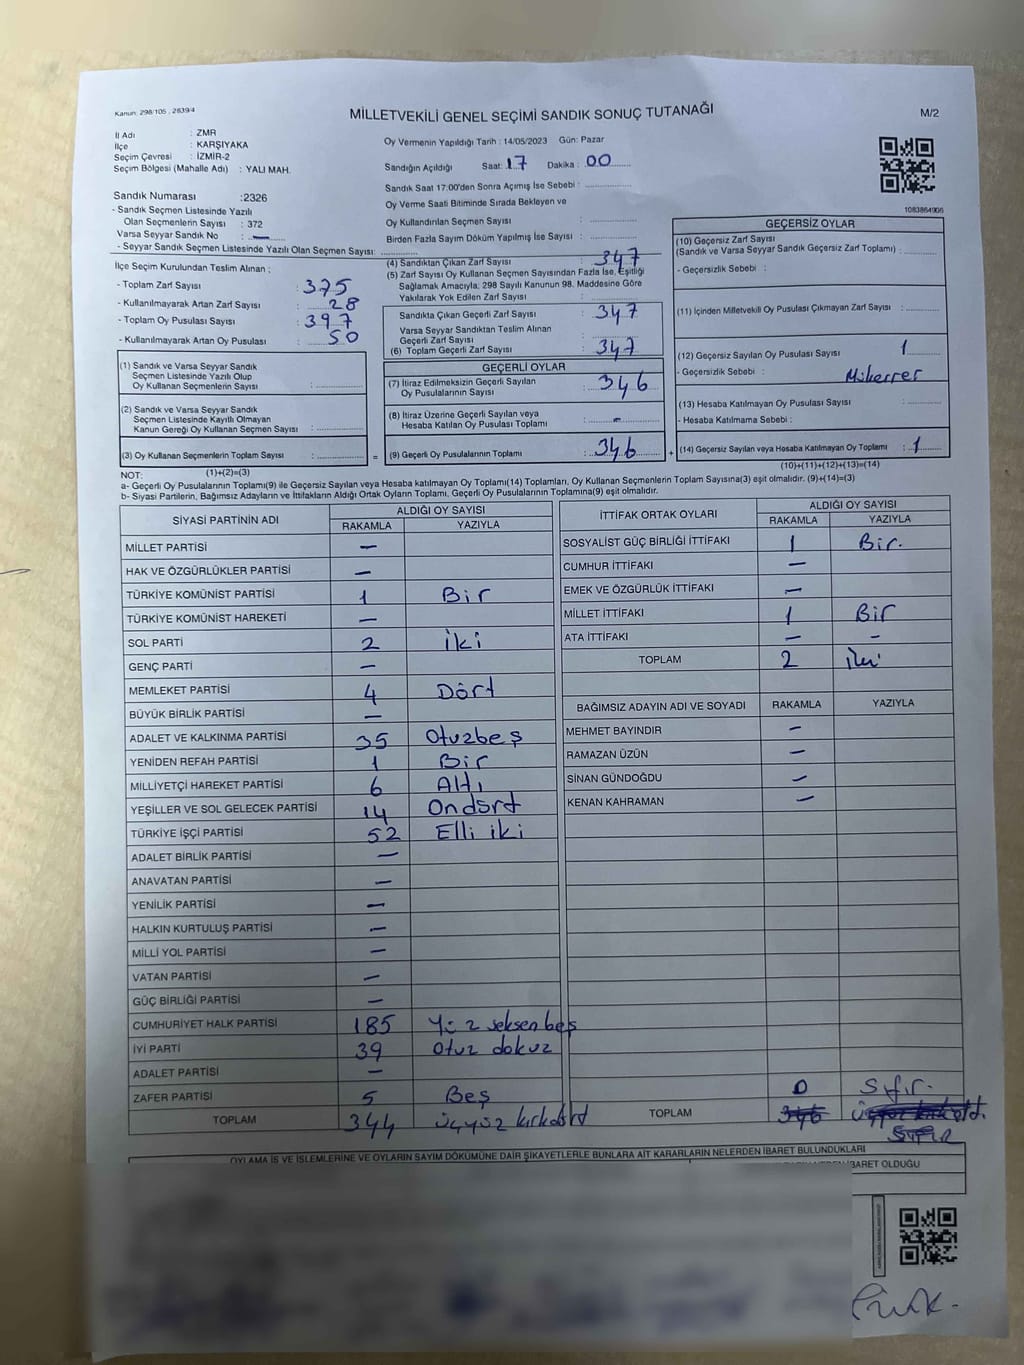 Kanun: 298/105 , 2839/4
MİLLETVEKİLİ GENEL SEÇİMİ SANDIK SONUÇ TUTANAĞI
M/2
İl Adı : ZMR
İlçe : KARŞIYAKA
Seçim Çevresi : İZMİR-2
Seçim Bölgesi (Mahalle Adı) : YALI MAH.
Sandık Numarası :2326
- Sandık Seçmen Listesinde Yazılı
Olan Seçmenlerin Sayısı : 372
Varsa Seyyar Sandık No : —
- Seyyar Sandık Seçmen Listesinde Yazılı Olan Seçmen Sayısı:
Oy Vermenin Yapıldığı Tarih : 14/05/2023 Gün: Pazar
Sandığın Açıldığı Saat: 17 Dakika : 00
Sandık Saat 17:00'den Sonra Açımış İse Sebebi :
Oy Verme Saati Bitiminde Sırada Bekleyen ve
Oy Kullandırılan Seçmen Sayısı :
Birden Fazla Sayım Döküm Yapılmış İse Sayısı :
1083864906
İlçe Seçim Kurulundan Teslim Alınan ;
- Toplam Zarf Sayısı : 375
- Kullanılmayarak Artan Zarf Sayısı : 28
- Toplam Oy Pusulası Sayısı : 397
- Kullanılmayarak Artan Oy Pusulası : 50
(4) Sandıktan Çıkan Zarf Sayısı : 347
(5) Zarf Sayısı Oy Kullanan Seçmen Sayısından Fazla İse, Eşitliği
Sağlamak Amacıyla, 298 Sayılı Kanunun 98. Maddesine Göre
Yakılarak Yok Edilen Zarf Sayısı :
Sandıkta Çıkan Geçerli Zarf Sayısı : 347
Varsa Seyyar Sandıktan Teslim Alınan
Geçerli Zarf Sayısı :
(6) Toplam Geçerli Zarf Sayısı : 347
GEÇERSİZ OYLAR
(10) Geçersiz Zarf Sayısı
(Sandık ve Varsa Seyyar Sandık Geçersiz Zarf Toplamı) :
- Geçersizlik Sebebi :
(11) İçinden Milletvekili Oy Pusulası Çıkmayan Zarf Sayısı :
(12) Geçersiz Sayılan Oy Pusulası Sayısı : 1
- Geçersizlik Sebebi : Mükerrer
(13) Hesaba Katılmayan Oy Pusulası Sayısı :
- Hesaba Katılmama Sebebi :
(14) Geçersiz Sayılan veya Hesaba Katılmayan Oy Toplamı : 1
(10)+(11)+(12)+(13)=(14)
(1) Sandık ve Varsa Seyyar Sandık
Seçmen Listesinde Yazılı Olup
Oy Kullanan Seçmenlerin Sayısı :
(2) Sandık ve Varsa Seyyar Sandık
Seçmen Listesinde Kayıtlı Olmayan
Kanun Gereği Oy Kullanan Seçmen Sayısı :
(3) Oy Kullanan Seçmenlerin Toplam Sayısı : =
(1)+(2)=(3)
GEÇERLİ OYLAR
(7) İtiraz Edilmeksizin Geçerli Sayılan
Oy Pusulalarının Sayısı : 346
(8) İtiraz Üzerine Geçerli Sayılan veya
Hesaba Katılan Oy Pusulası Toplamı : -
(9) Geçerli Oy Pusulalarının Toplamı : 346 +
NOT:
a- Geçerli Oy Pusulalarının Toplamı(9) ile Geçersiz Sayılan veya Hesaba katılmayan Oy Toplamı(14) Toplamları, Oy Kullanan Seçmenlerin Toplam Sayısına(3) eşit olmalıdır. (9)+(14)=(3)
b- Siyasi Partilerin, Bağımsız Adayların ve İttifakların Aldığı Ortak Oyların Toplamı, Geçerli Oy Pusulalarının Toplamına(9) eşit olmalıdır.
SİYASİ PARTİNİN ADI ALDIĞI OY SAYISI
RAKAMLA YAZIYLA
MİLLET PARTİSİ —
HAK VE ÖZGÜRLÜKLER PARTİSİ —
TÜRKİYE KOMÜNİST PARTİSİ 1 Bir
TÜRKİYE KOMÜNİST HAREKETİ —
SOL PARTİ 2 İki
GENÇ PARTİ —
MEMLEKET PARTİSİ 4 Dört
BÜYÜK BİRLİK PARTİSİ —
ADALET VE KALKINMA PARTİSİ 35 Otuzbeş
YENİDEN REFAH PARTİSİ 1 Bir
MİLLİYETÇİ HAREKET PARTİSİ 6 Altı
YEŞİLLER VE SOL GELECEK PARTİSİ 14 Ondört
TÜRKİYE İŞÇİ PARTİSİ 52 Elli iki
ADALET BİRLİK PARTİSİ —
ANAVATAN PARTİSİ —
YENİLİK PARTİSİ —
HALKIN KURTULUŞ PARTİSİ —
MİLLİ YOL PARTİSİ —
VATAN PARTİSİ —
GÜÇ BİRLİĞİ PARTİSİ —
CUMHURİYET HALK PARTİSİ 185 Yüz seksen beş
İYİ PARTİ 39 Otuz dokuz
ADALET PARTİSİ —
ZAFER PARTİSİ 5 Beş
TOPLAM 344 üçyüz kırkdört
İTTİFAK ORTAK OYLARI ALDIĞI OY SAYISI
RAKAMLA YAZIYLA
SOSYALİST GÜÇ BİRLİĞİ İTTİFAKI 1 Bir.
CUMHUR İTTİFAKI —
EMEK VE ÖZGÜRLÜK İTTİFAKI —
MİLLET İTTİFAKI 1 Bir
ATA İTTİFAKI — -
TOPLAM 2 iki
BAĞIMSIZ ADAYIN ADI VE SOYADI RAKAMLA YAZIYLA
MEHMET BAYINDIR —
RAMAZAN ÜZÜN —
SİNAN GÜNDOĞDU —
KENAN KAHRAMAN —
0 Sıfır.
TOPLAM 346
SIFIR
OYLAMA İŞ VE İŞLEMLERİNE VE OYLARIN SAYIM DÖKÜMÜNE DAİR ŞİKAYETLERLE BUNLARA AİT KARARLARIN NELERDEN İBARET BULUNDUKLARI
İBARET OLDUĞU